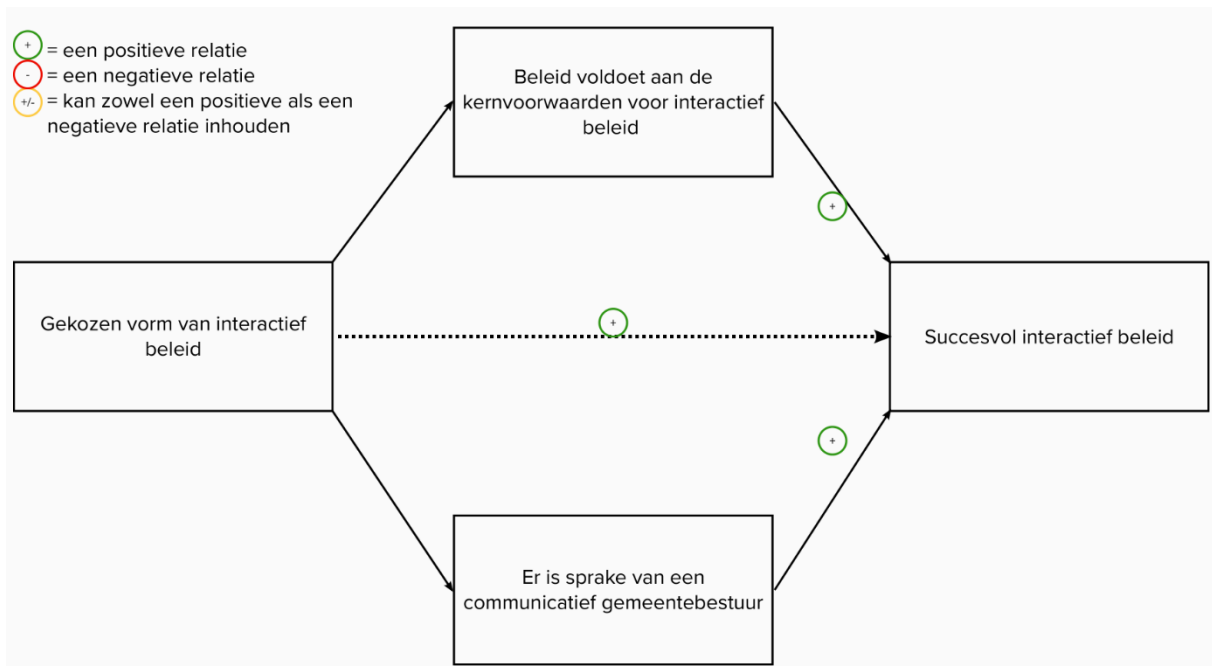 + = een positieve relatie
- = een negatieve relatie
+/- = kan zowel een positieve als een
negatieve relatie inhouden
Beleid voldoet aan de
kernvoorwaarden voor interactief
beleid
+
Gekozen vorm van interactief
beleid
+
Succesvol interactief beleid
+
Er is sprake van een
communicatief gemeentebestuur